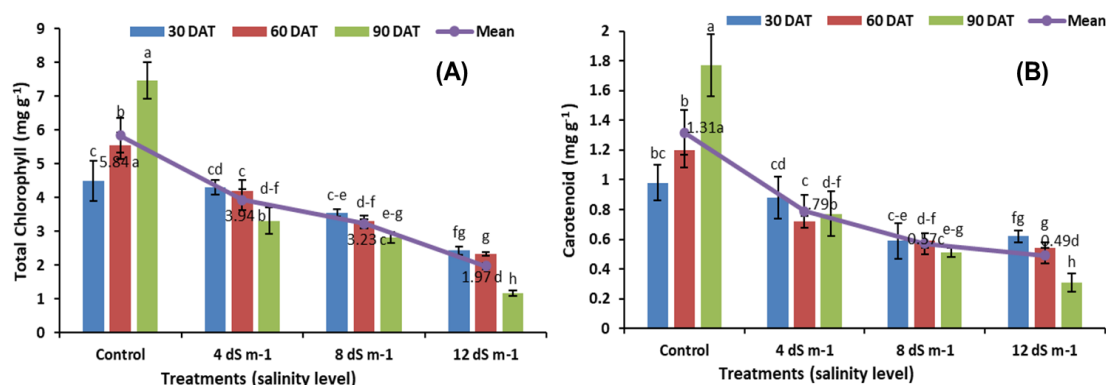 30 DAT 60 DAT 90 DAT Mean
(A)
Total Chlorophyll (mg g-1)
9
8
7
6
5
4
3
2
1
0
c b a
5.84a
cd c d-f
3.94 b
c-e d-f e-g
3.23 c
fg g h
1.97 d
Control 4 dS m-1 8 dS m-1 12 dS m-1
Treatments (salinity level)
30 DAT 60 DAT 90 DAT Mean
(B)
Carotenoid (mg g-1)
2
1.8
1.6
1.4
1.2
1
0.8
0.6
0.4
0.2
0
bc b a
1.31a
cd c d-f
.79b
c-e d-f e-g
0.57c
fg g h
0.49d
Control 4 dS m-1 8 dS m-1 12 dS m-1
Treatments (salinity level)